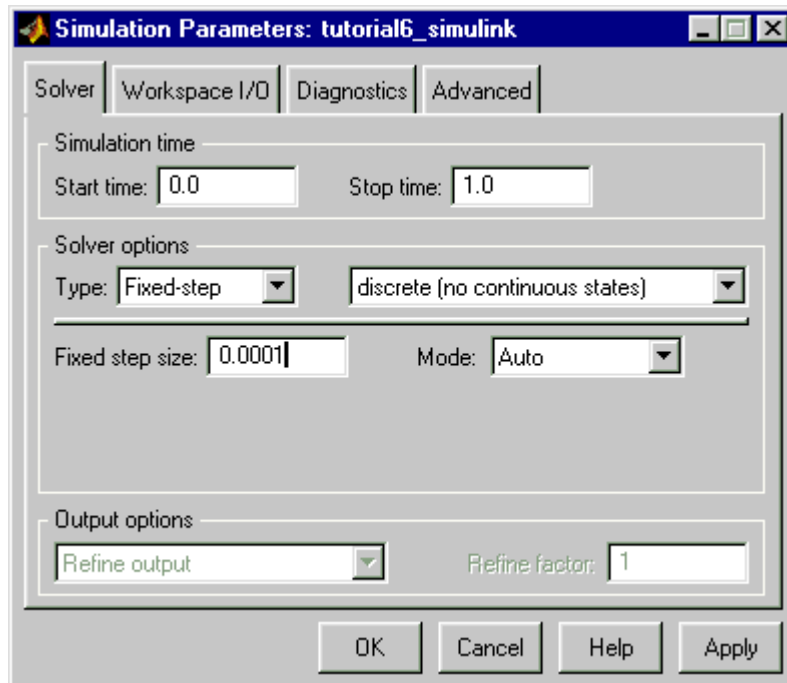 Simulation Parameters: tutorial6_simulink
Solver Workspace I/O Diagnostics Advanced
Simulation time
Start time: 0.0 Stop time: 1.0
Solver options
Type: Fixed-step discrete (no continuous states)
Fixed step size: 0.0001 Mode: Auto
Output options
Refine output Refine factor: 1
OK Cancel Help Apply